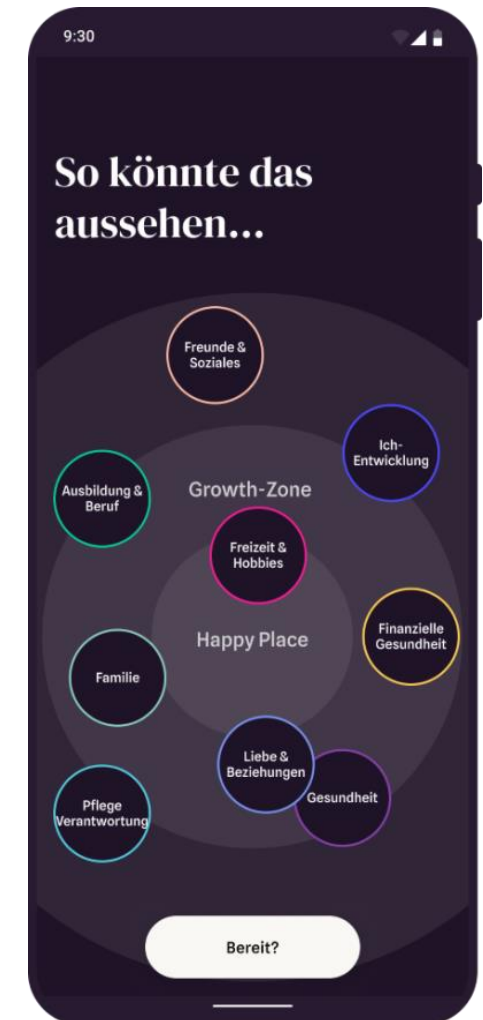 9:30
So könnte das
aussehen...
Freunde &
Soziales
Ich-
Entwicklung
Ausbildung &
Beruf
Growth-Zone
Freizeit &
Hobbies
Finanzielle
Gesundheit
Happy Place
Familie
Liebe &
Beziehungen
Gesundheit
Pflege
Verantwortung
Bereit?